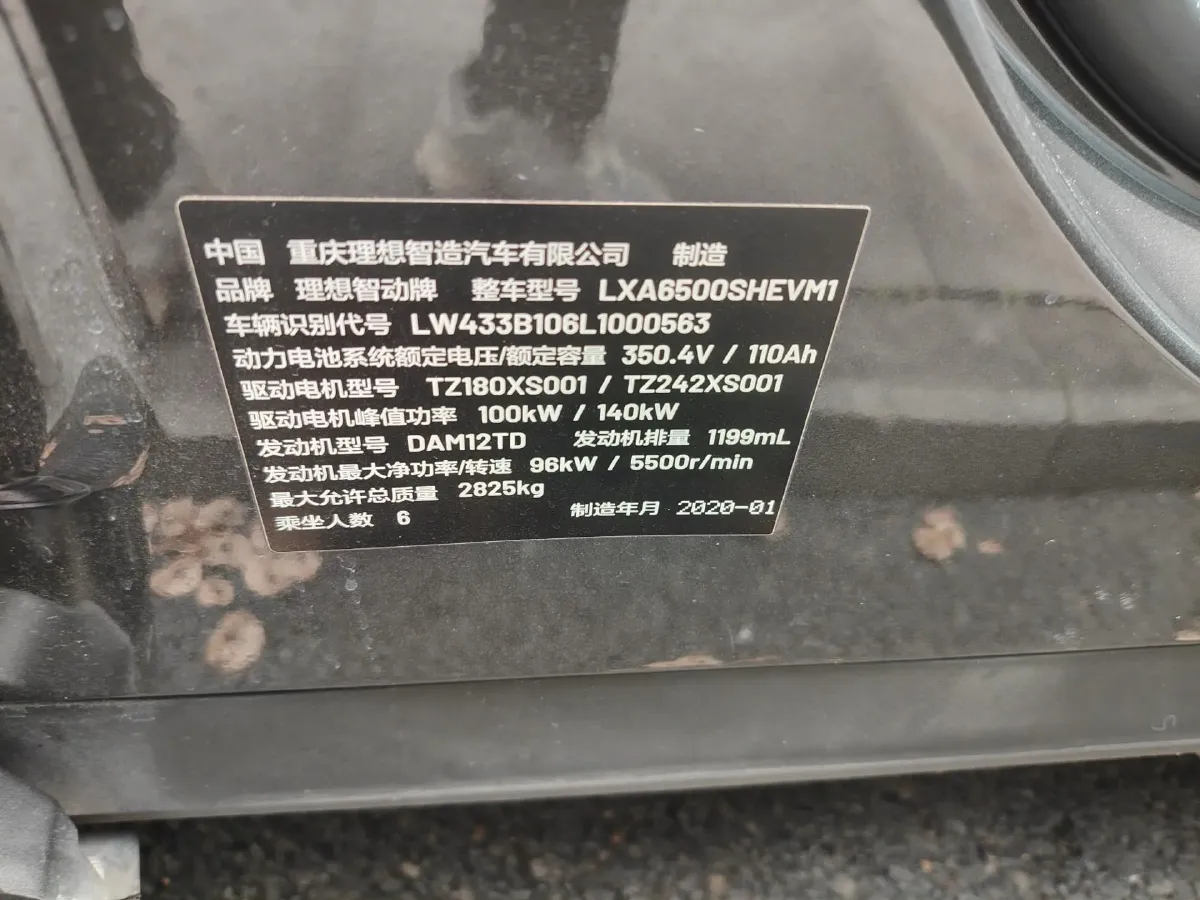 中国 重庆理想智造汽车有限公司 制造
品牌 理想智动牌 整车型号 LXA6500SHEVM1
车辆识别代号 LW433B106L1000563
动力电池系统额定电压/额定容量 350.4V / 110Ah
驱动电机型号 TZ180XS001 / TZ242XS001
驱动电机峰值功率 100kW / 140kW
发动机型号 DAM12TD 发动机排量 1199mL
发动机最大净功率/转速 96kW / 5500r/min
最大允许总质量 2825kg
乘坐人数 6 制造年月 2020-01